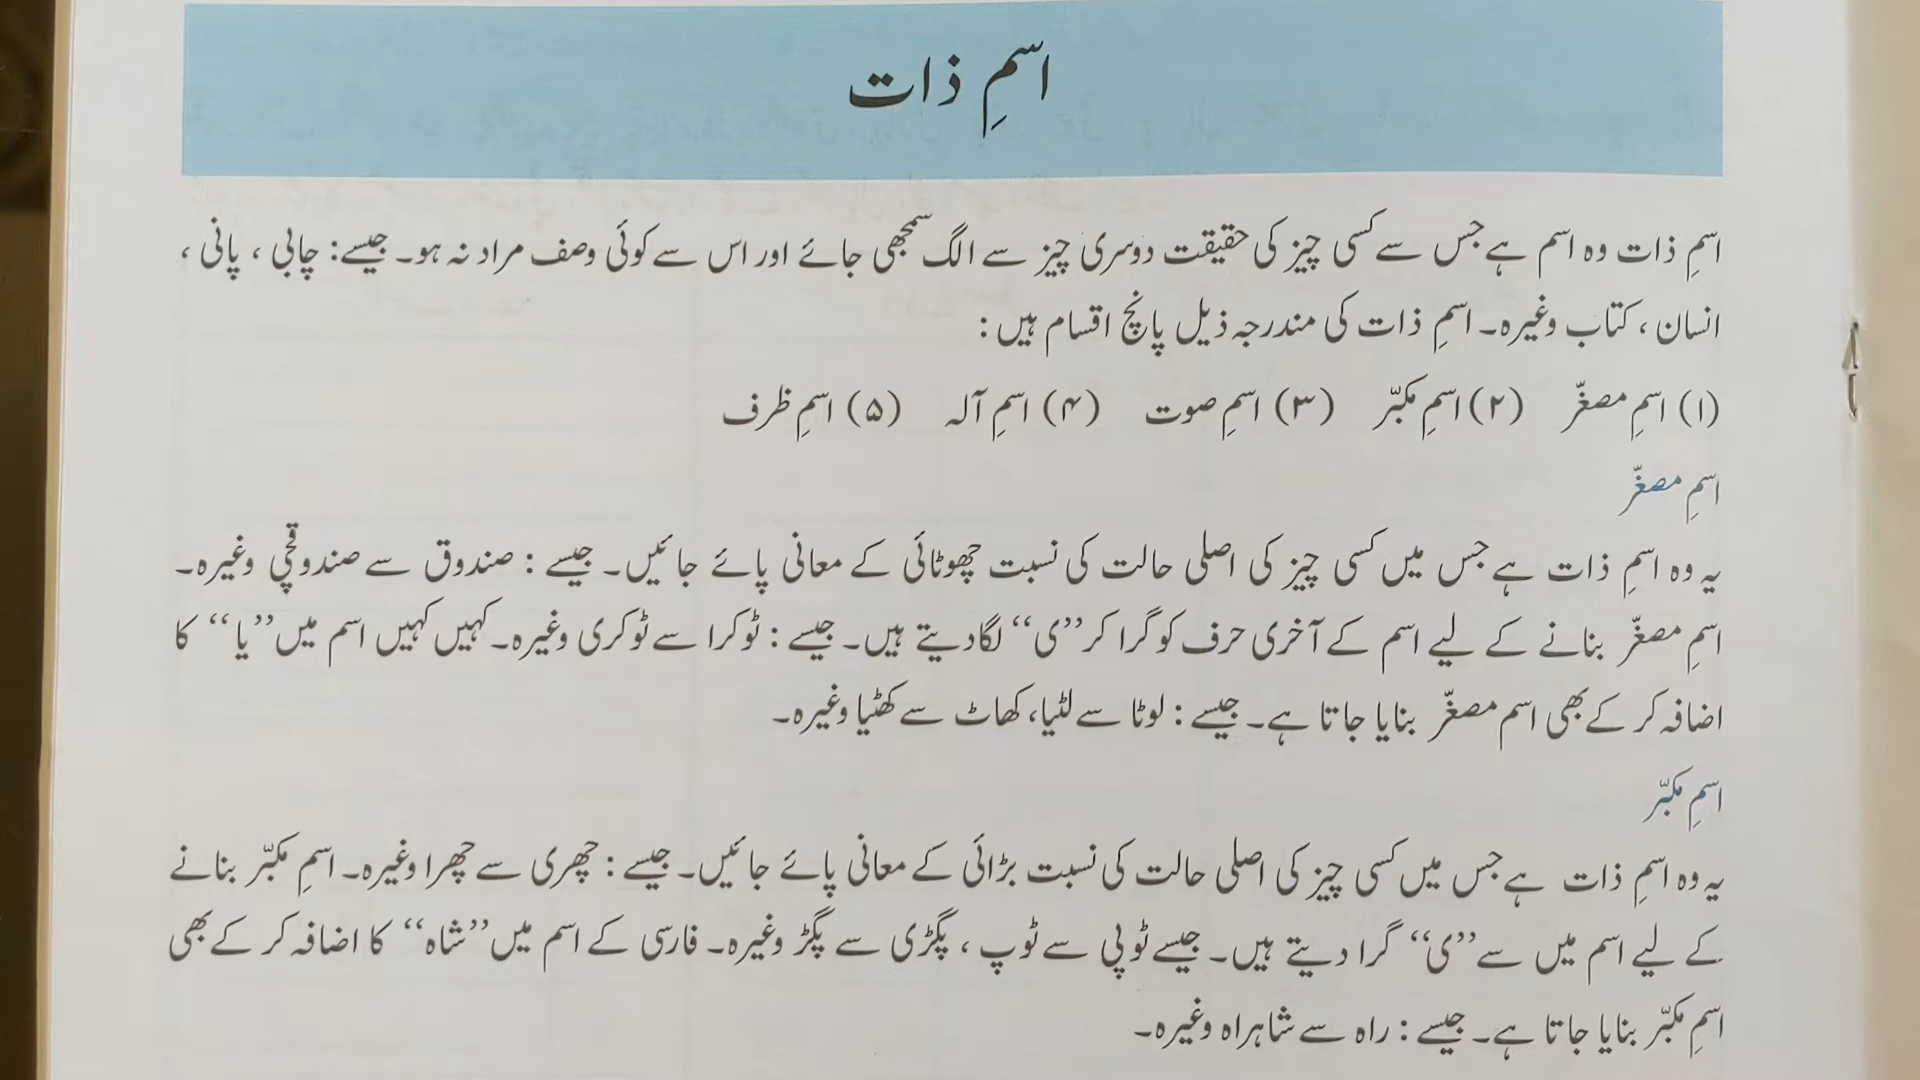 اسمِ ذات
اسمِ ذات وہ اسم ہے جس سے کسی چیز کی حقیقت دوسری چیز سے الگ سمجھی جائے اور اس سے کوئی وصف مراد نہ ہو۔ جیسے: چابی ، پانی ،
انسان ، کتاب وغیرہ۔ اسمِ ذات کی مندرجہ ذیل پانچ اقسام ہیں :
(۱) اسمِ مصغّر (۲) اسمِ مکبّر (۳) اسمِ صوت (۴) اسمِ آلہ (۵) اسمِ ظرف
اسمِ مصغّر
یہ وہ اسمِ ذات ہے جس میں کسی چیز کی اصلی حالت کی نسبت چھوٹائی کے معانی پائے جائیں۔ جیسے : صندوق سے صندوقچی وغیرہ۔
اسمِ مصغّر بنانے کے لیے اسم کے آخری حرف کو گرا کر ’’ی‘‘ لگا دیتے ہیں۔ جیسے : ٹوکرا سے ٹوکری وغیرہ۔ کہیں کہیں اسم میں ’’یا‘‘ کا
اضافہ کر کے بھی اسم مصغّر بنایا جاتا ہے۔ جیسے : لوٹا سے لٹیا، کھاٹ سے کھٹیا وغیرہ۔
اسمِ مکبّر
یہ وہ اسمِ ذات ہے جس میں کسی چیز کی اصلی حالت کی نسبت بڑائی کے معانی پائے جائیں۔ جیسے : چھری سے چھرا وغیرہ۔ اسمِ مکبّر بنانے
کے لیے اسم میں سے ’’ی‘‘ گرا دیتے ہیں۔ جیسے ٹوپی سے ٹوپ ، پگڑی سے پگڑ وغیرہ۔ فارسی کے اسم میں ’’شاہ‘‘ کا اضافہ کر کے بھی
اسمِ مکبّر بنایا جاتا ہے۔ جیسے : راہ سے شاہراہ وغیرہ۔